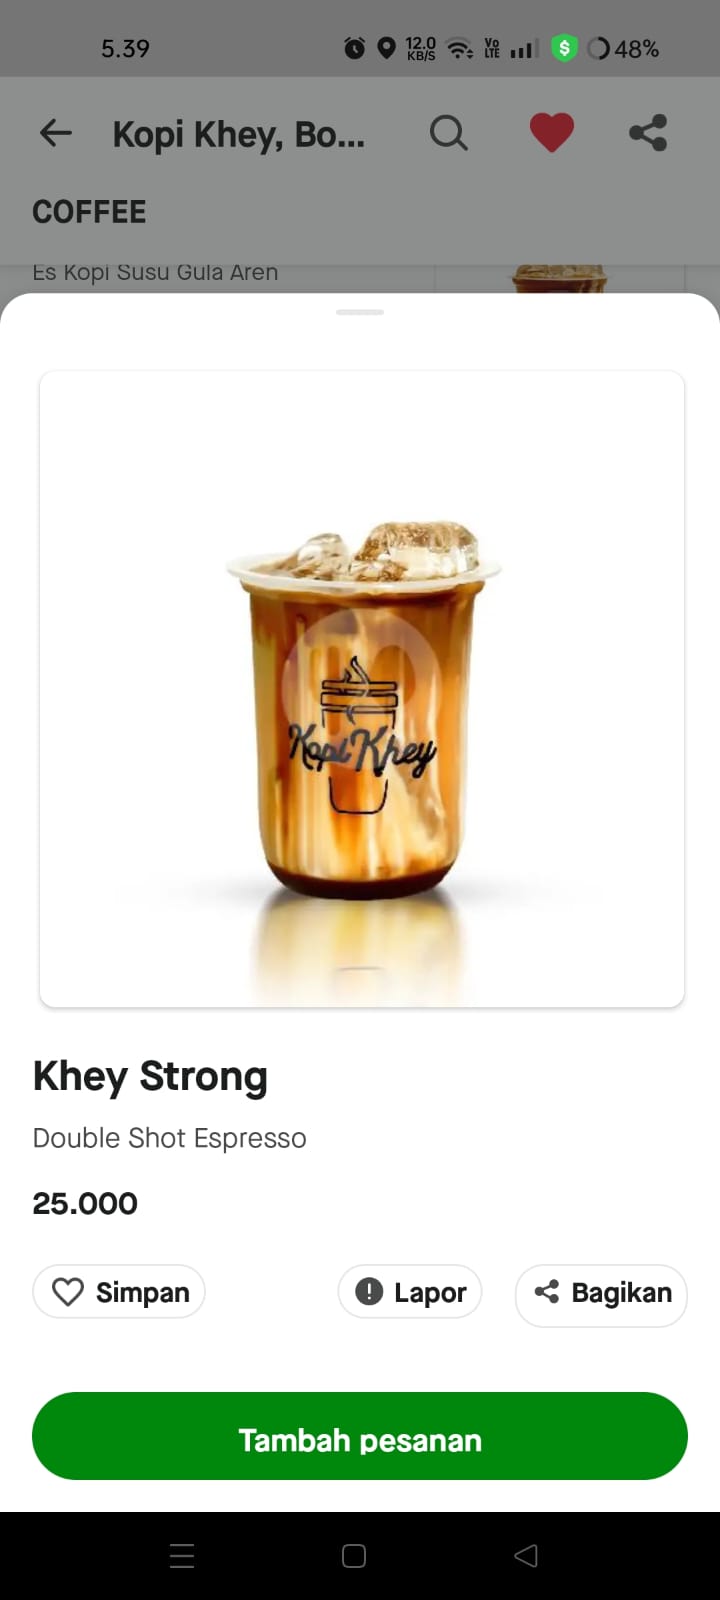 5.39
12.0
KB/S
Vo
LTE
$
48%
Kopi Khey, Bo...
COFFEE
Es Kopi Susu Gula Aren
Kopi Khey
Khey Strong
Double Shot Espresso
25.000
Simpan
Lapor
Bagikan
Tambah pesanan